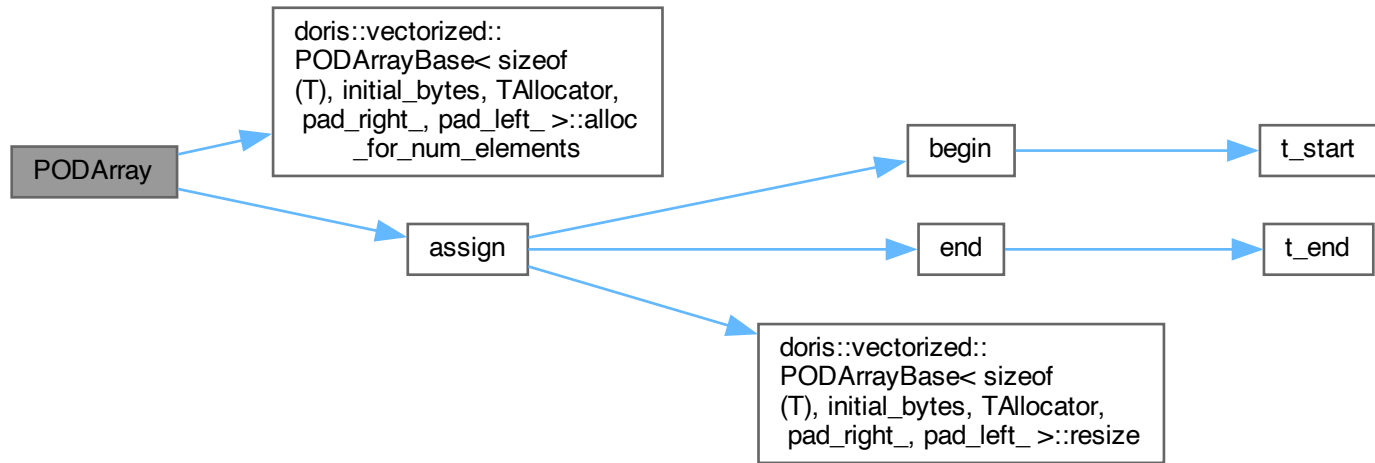 doris::vectorized::
PODArrayBase< sizeof
(T), initial_bytes, TAllocator,
pad_right_, pad_left_ >::alloc
_for_num_elements
PODArray
begin
t_start
assign
end
t_end
doris::vectorized::
PODArrayBase< sizeof
(T), initial_bytes, TAllocator,
pad_right_, pad_left_ >::resize